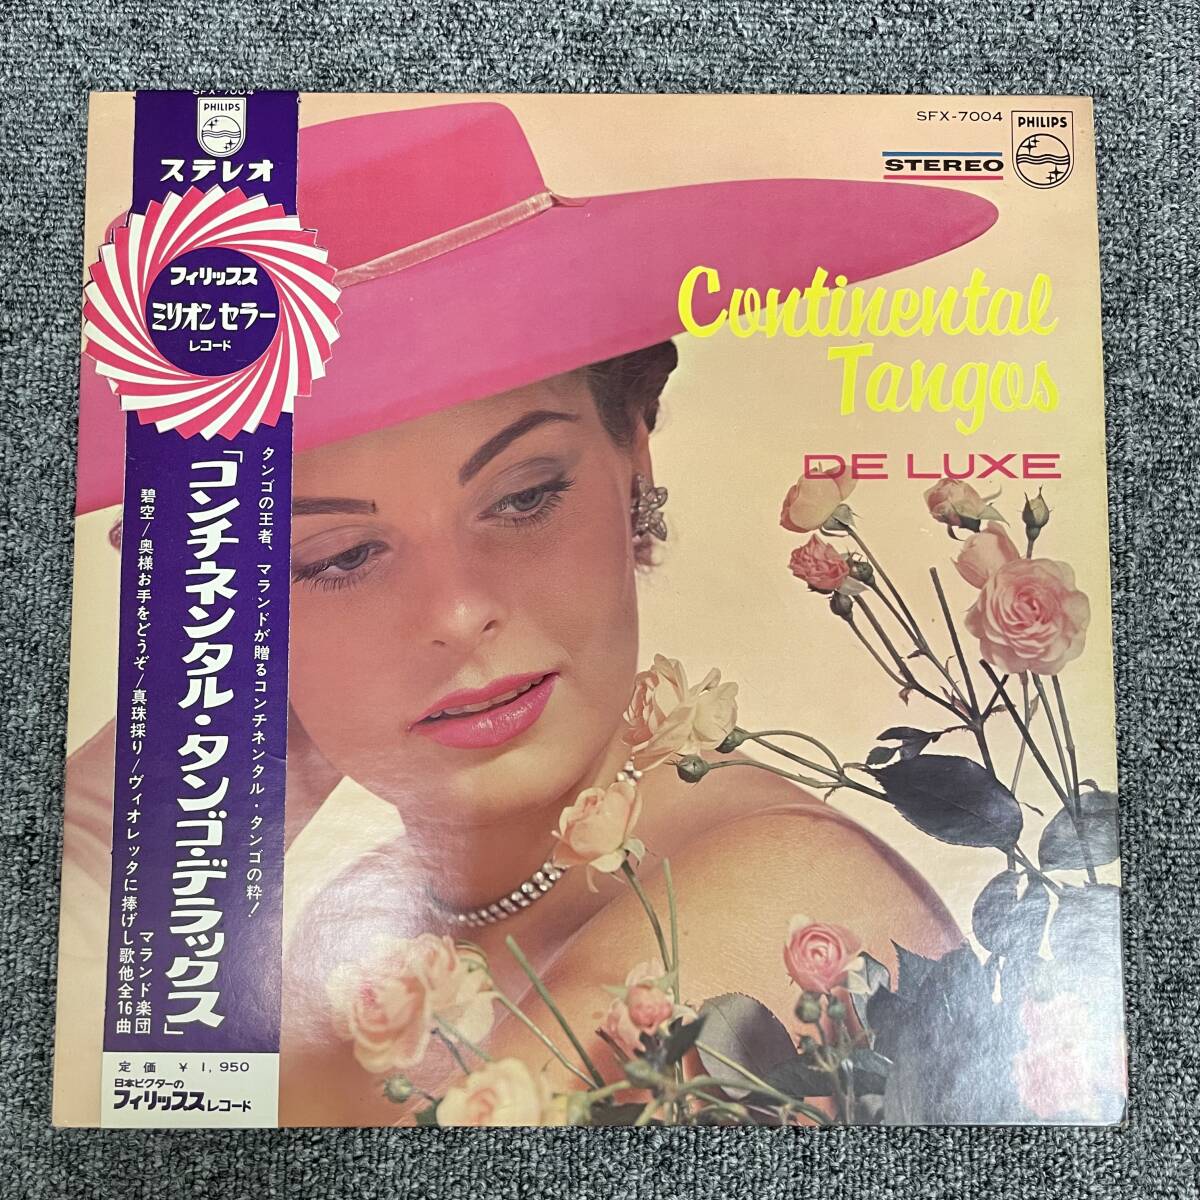 SFX-7004
PHILIPS
ステレオ
フィリップス
ミリオンセラー
レコード
タンゴの王者、マランドが贈るコンチネンタル・タンゴの粋!
「コンチネンタル・タンゴ・デラックス」
マランド楽団
碧空/奥様お手をどうぞ/真珠採り/ヴィオレッタに捧げし歌他全16曲
定価 ¥1,950
日本ビクターの
フィリップスレコード
SFX-7004
STEREO
PHILIPS
Continental
Tangos
DE LUXE